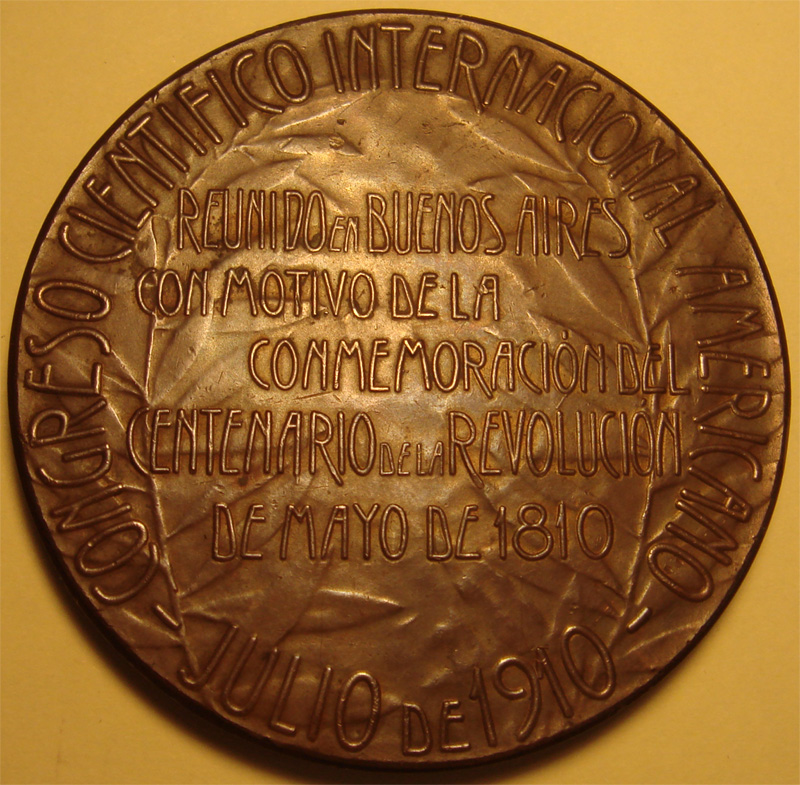 CONGRESO CIENTIFICO INTERNACIONAL AMERICANO
REUNIDO EN BUENOS AIRES
CON MOTIVO DE LA
CONMEMORACIÓN DEL
CENTENARIO DE LA REVOLUCIÓN
DE MAYO DE 1810
- JULIO DE 1910 -